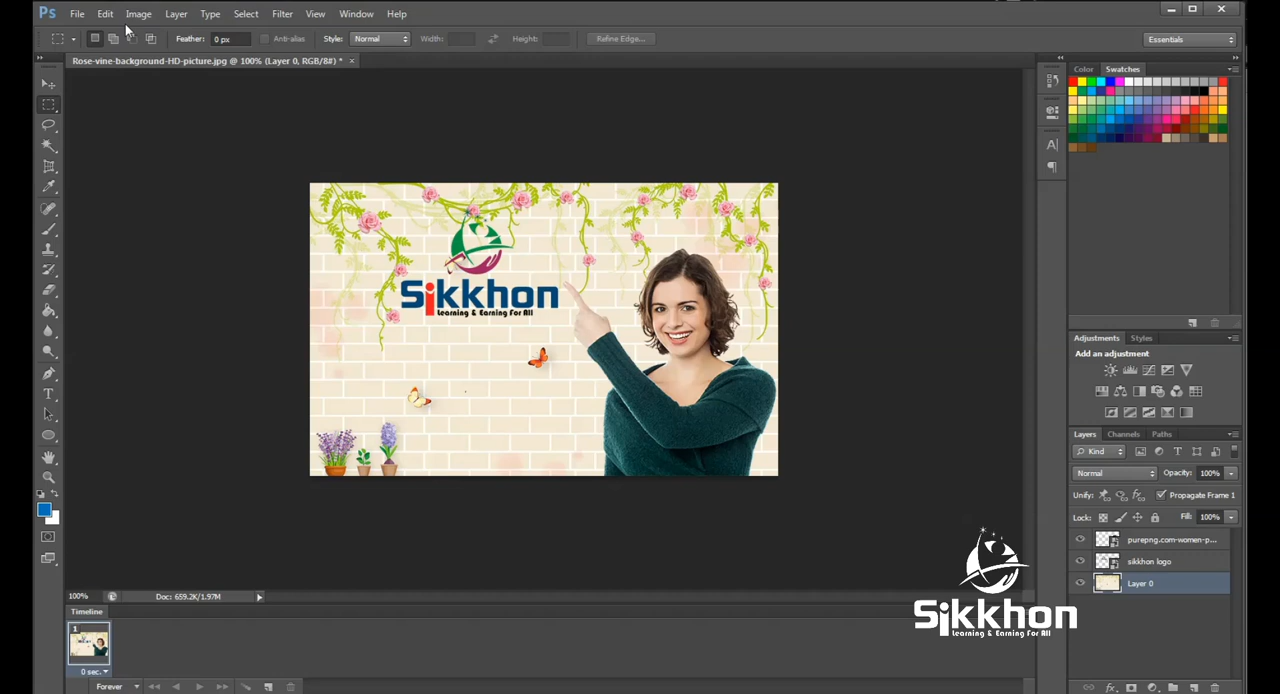 Ps File Edit Image Layer Type Select Filter View Window Help
Feather: 0 px Anti-alias Style: Normal Width: Height: Refine Edge... Essentials
Rose-vine-background-HD-picture.jpg @ 100% (Layer 0, RGB/8#) * ×
Color Swatches
Sikkhon
Learning & Earning For All
Adjustments Styles
Add an adjustment
Layers Channels Paths
Kind
Normal Opacity: 100%
Unify: Propagate Frame 1
Lock: Fill: 100%
purepng.com-women-p...
sikkhon logo
Layer 0
100% Doc: 659.2K/1.97M
Sikkhon
Learning & Earning For All
Timeline
1
0 sec.
Forever